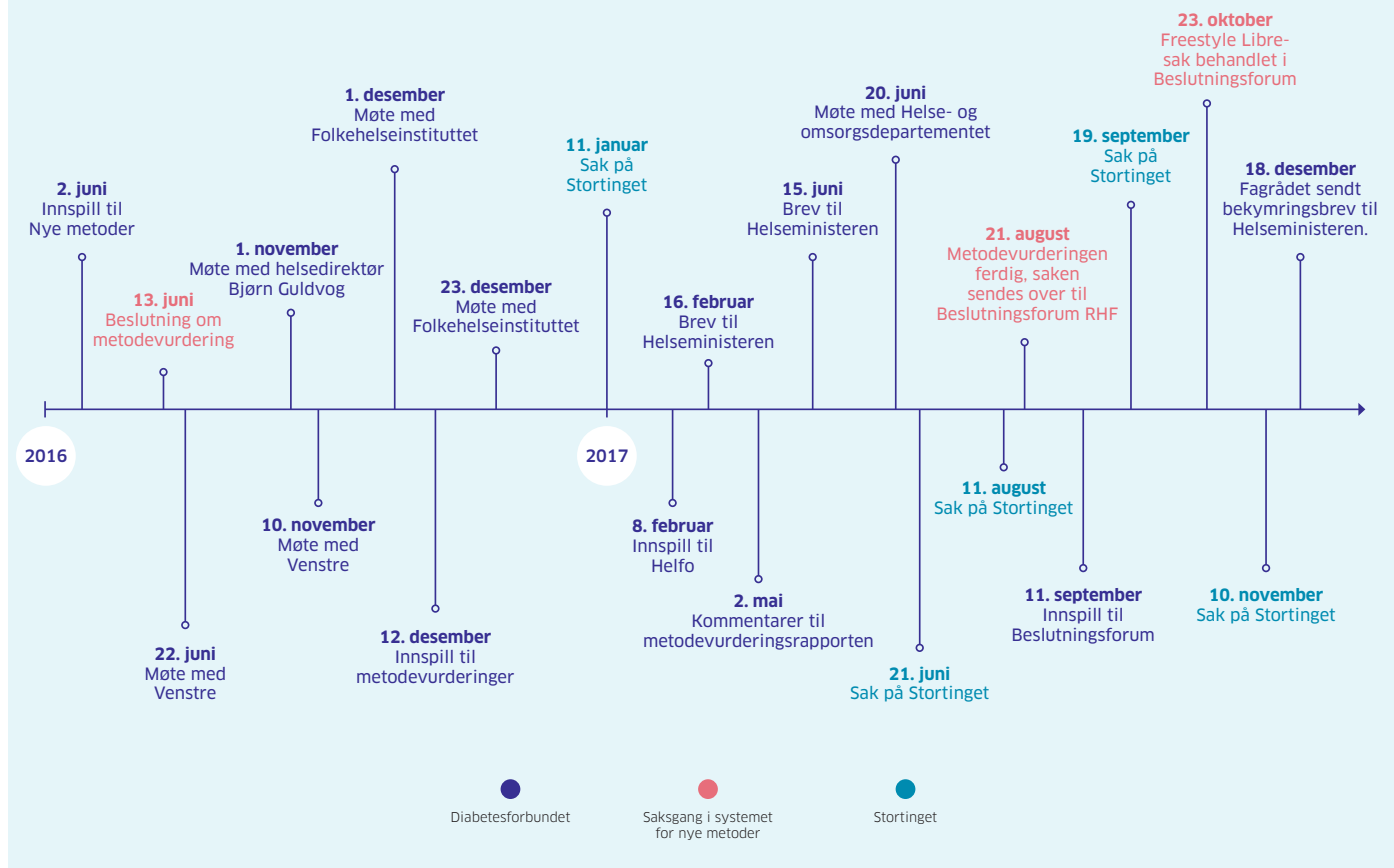 2. juni
Innspill til
Nye metoder
13. juni
Beslutning om
metodevurdering
22. juni
Møte med
Venstre
1. november
Møte med helsedirektør
Bjørn Guldvog
10. november
Møte med
Venstre
1. desember
Møte med
Folkehelseinstituttet
12. desember
Innspill til
metodevurderinger
23. desember
Møte med
Folkehelseinstituttet
11. januar
Sak på
Stortinget
8. februar
Innspill til
Helfo
16. februar
Brev til
Helseministeren
2. mai
Kommentarer til
metodevurderingsrapporten
15. juni
Brev til
Helseministeren
20. juni
Møte med Helse- og
omsorgsdepartementet
21. juni
Sak på Stortinget
11. august
Sak på Stortinget
21. august
Metodevurderingen
ferdig, saken
sendes over til
Beslutningsforum RHF
11. september
Innspill til
Beslutningsforum
19. september
Sak på
Stortinget
23. oktober
Freestyle Libre-
sak behandlet i
Beslutningsforum
10. november
Sak på Stortinget
18. desember
Fagrådet sendt
bekymringsbrev til
Helseministeren.
2016
2017
Diabetesforbundet
Saksgang i systemet
for nye metoder
Stortinget